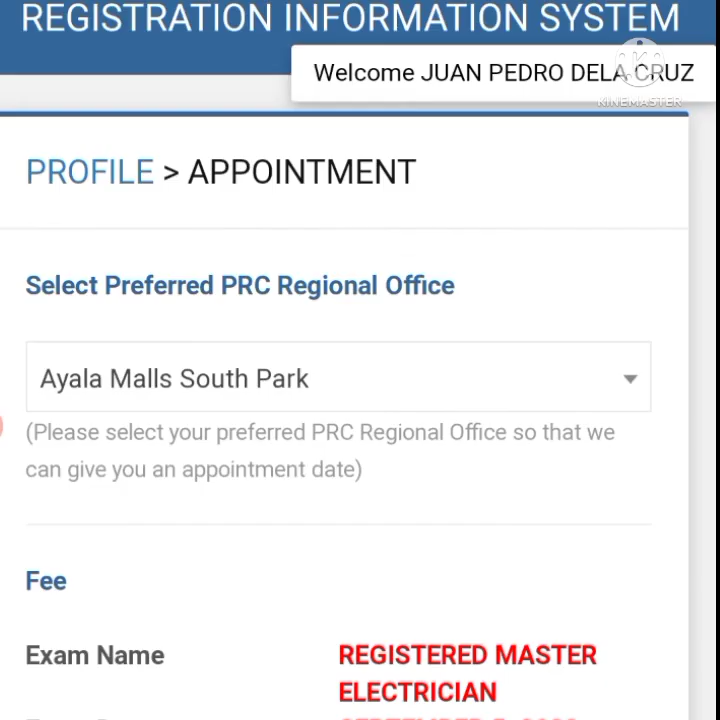 REGISTRATION INFORMATION SYSTEM
Welcome JUAN PEDRO DELA CRUZ
KINEMASTER
PROFILE > APPOINTMENT
Select Preferred PRC Regional Office
Ayala Malls South Park
(Please select your preferred PRC Regional Office so that we
can give you an appointment date)
Fee
Exam Name
REGISTERED MASTER
ELECTRICIAN